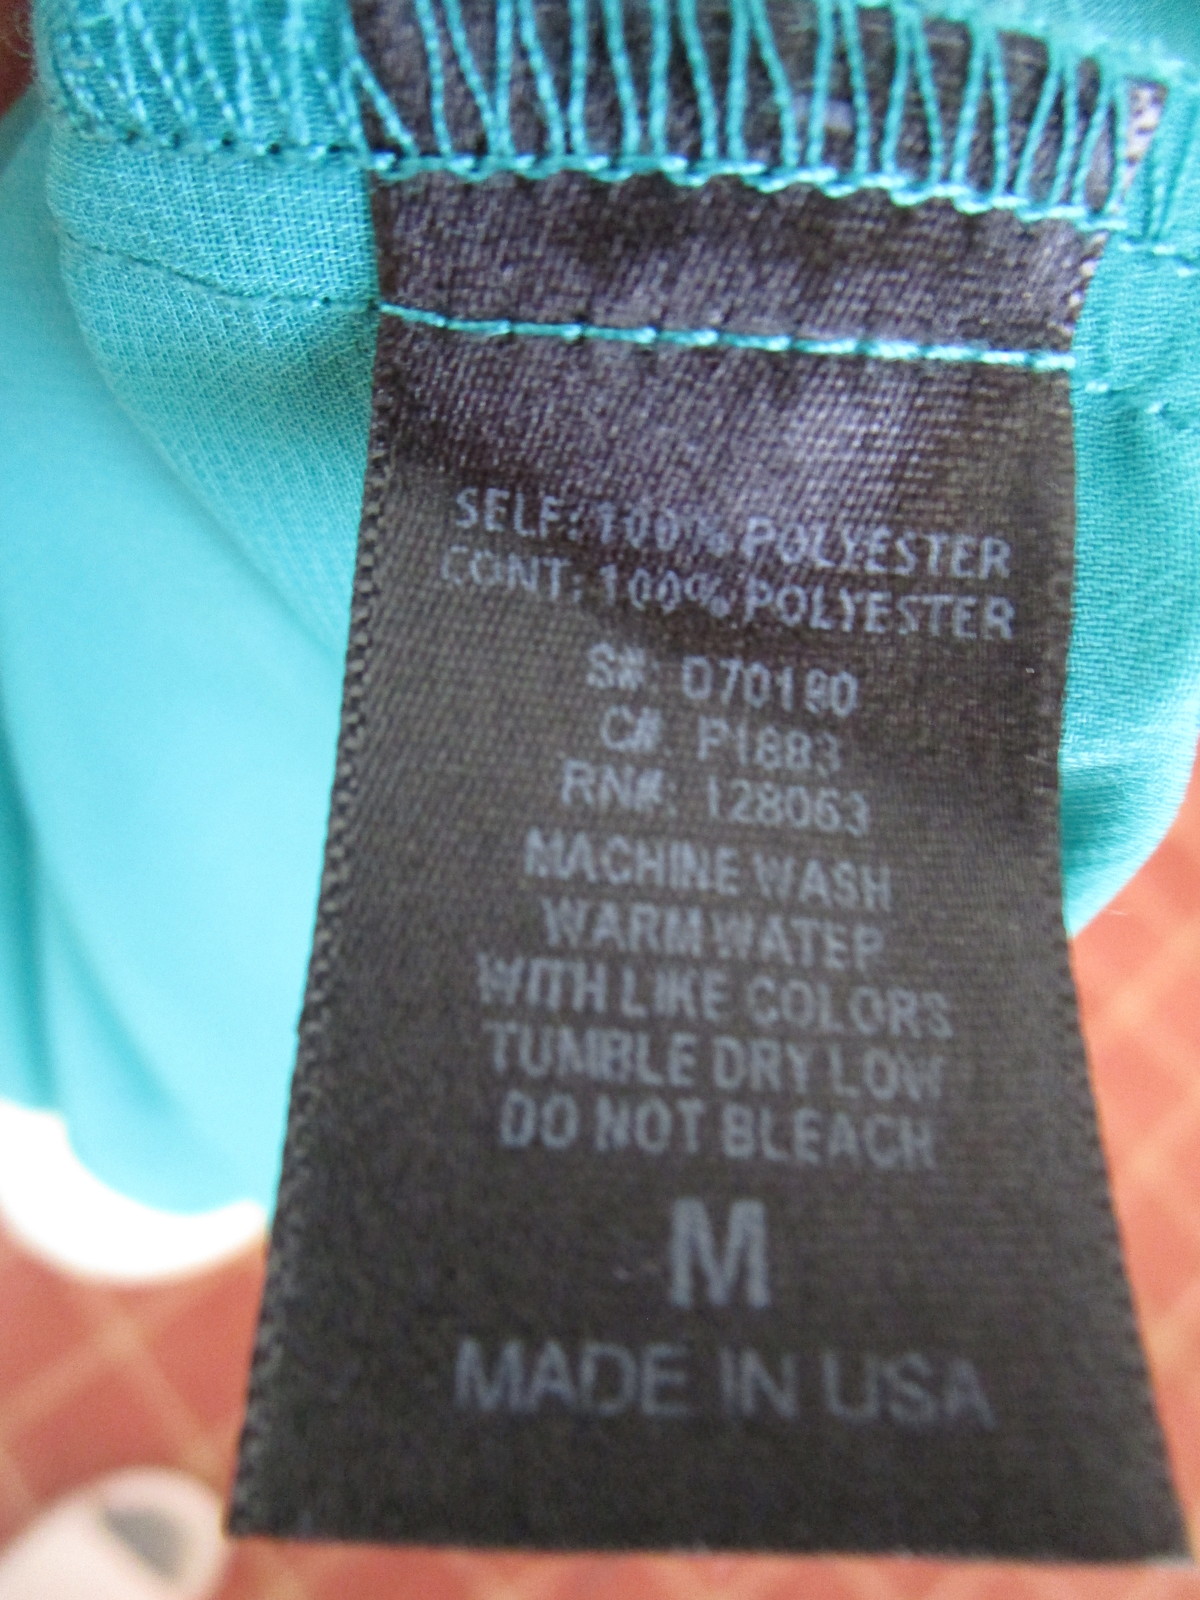 SELF: 100% POLYESTER
CONT: 100% POLYESTER
S#: D70190
C#: P1883
RN#: 128063
MACHINE WASH
WARM WATER
WITH LIKE COLORS
TUMBLE DRY LOW
DO NOT BLEACH
M
MADE IN USA